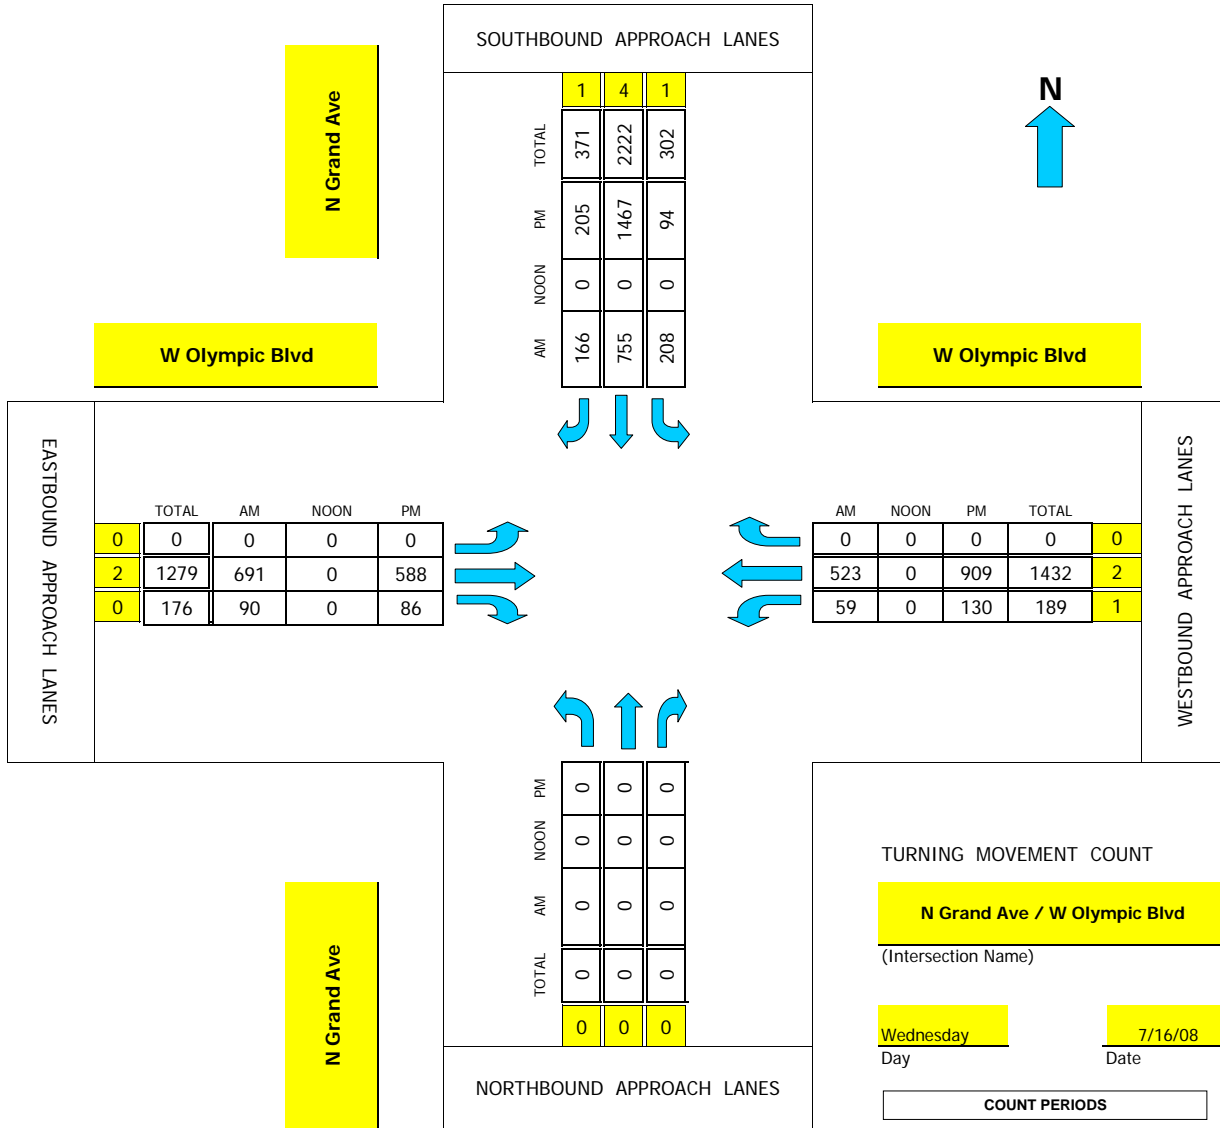 SOUTHBOUND APPROACH LANES
1 4 1
TOTAL 371 2222 302
PM 205 1467 94
NOON 0 0 0
AM 166 755 208
N Grand Ave
N
W Olympic Blvd
W Olympic Blvd
EASTBOUND APPROACH LANES
TOTAL AM NOON PM
0 0 0 0 0
2 1279 691 0 588
0 176 90 0 86
AM NOON PM TOTAL
0 0 0 0 0
523 0 909 1432 2
59 0 130 189 1
WESTBOUND APPROACH LANES
PM 0 0 0
NOON 0 0 0
AM 0 0 0
TOTAL 0 0 0
0 0 0
NORTHBOUND APPROACH LANES
N Grand Ave
TURNING MOVEMENT COUNT
N Grand Ave / W Olympic Blvd
(Intersection Name)
Wednesday 7/16/08
Day Date
COUNT PERIODS